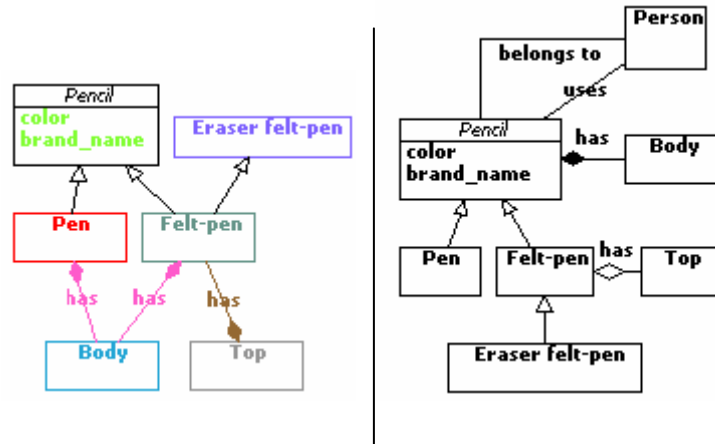 Pencil
color
brand_name
Eraser felt-pen
Pen
Felt-pen
has
has
has
Body
Top
Person
belongs to
uses
Pencil
color
brand_name
has
Body
Pen
Felt-pen
has
Top
Eraser felt-pen